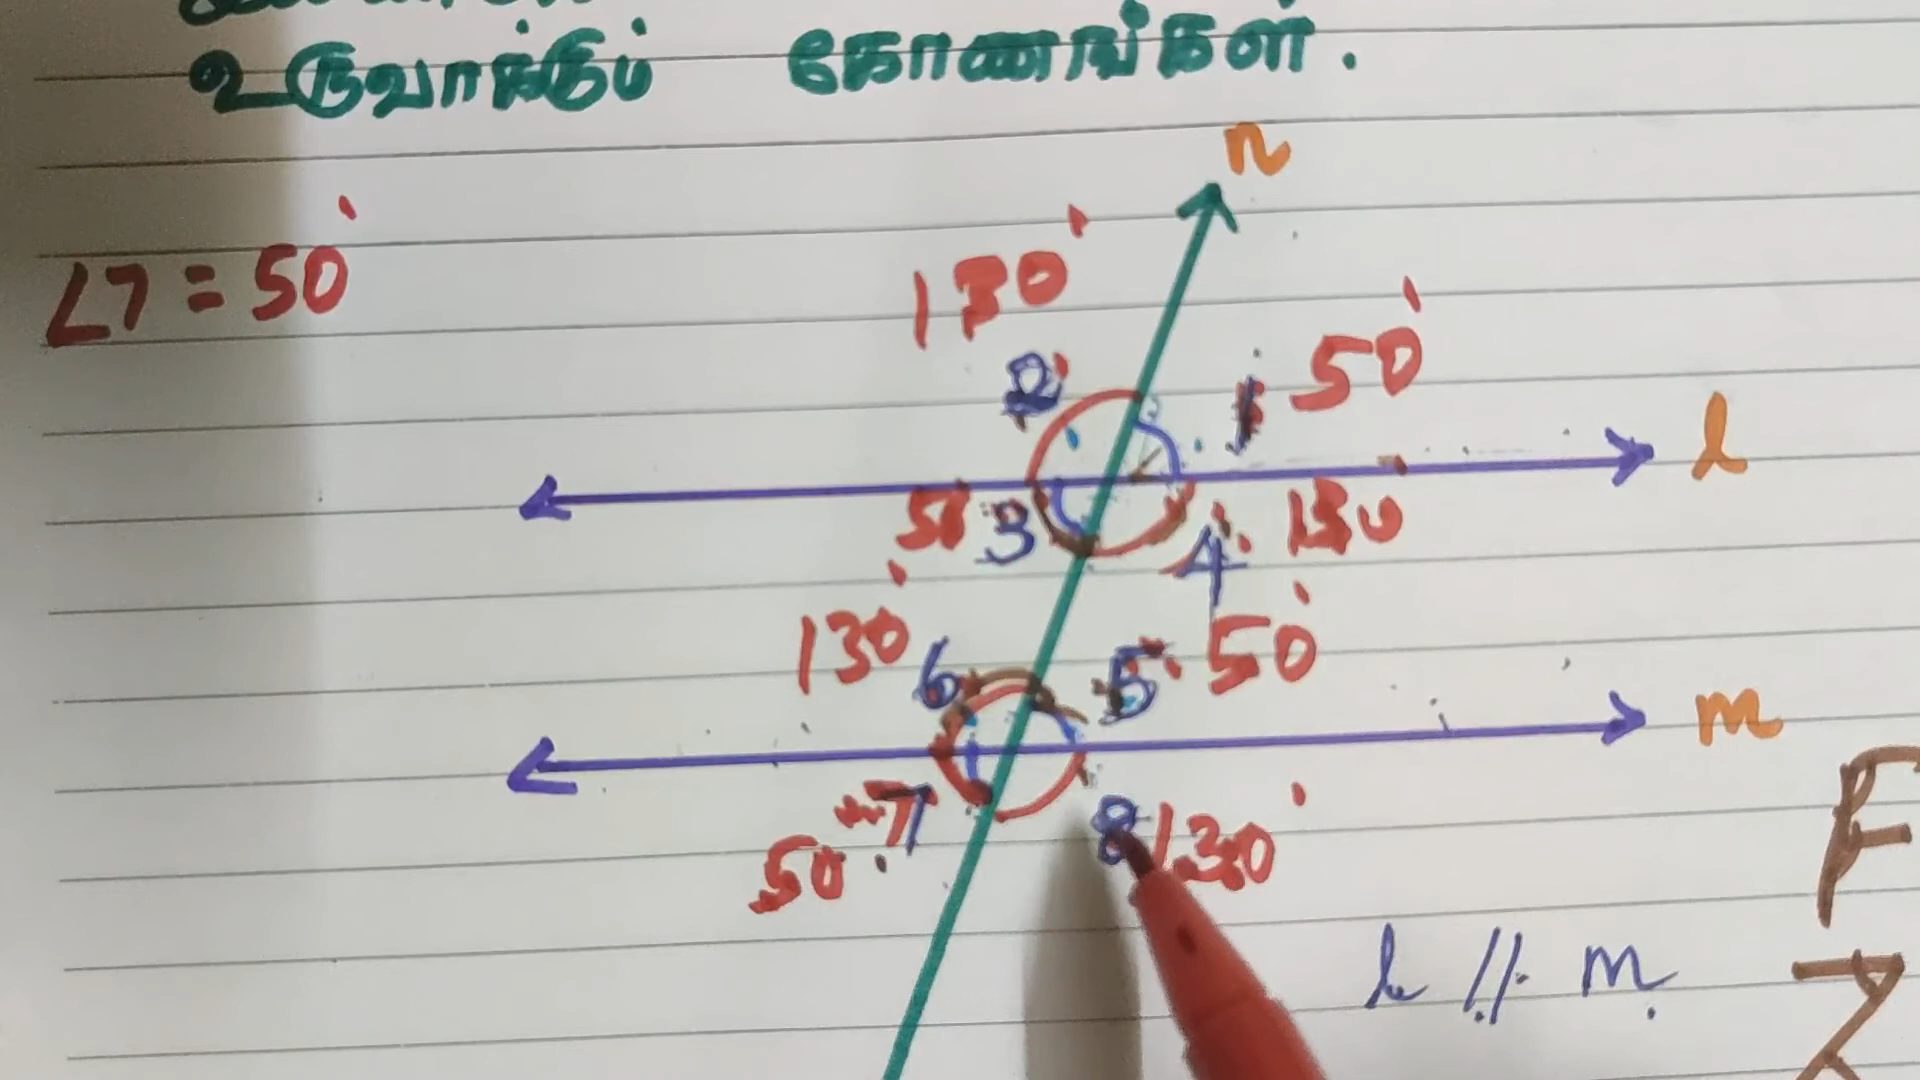 உருவாக்கும் கோணங்கள்.
n
∠7 = 50°
130°
2 1 50°
l
50 3 4 130
130° 6 5 50°
m
7 8 130°
50
F
l // m
Z